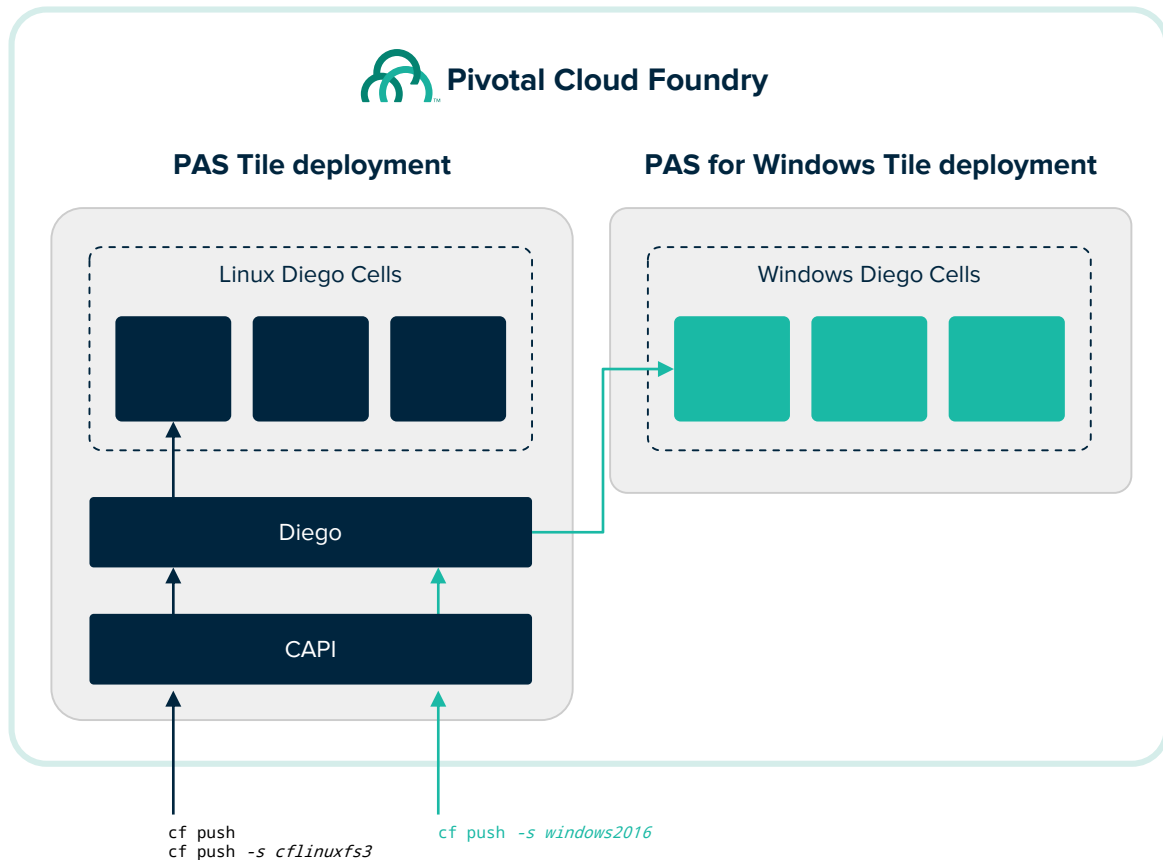 Pivotal Cloud Foundry
TM
PAS Tile deployment
PAS for Windows Tile deployment
Linux Diego Cells
Windows Diego Cells
Diego
CAPI
cf push
cf push -s cflinuxfs3
cf push -s windows2016